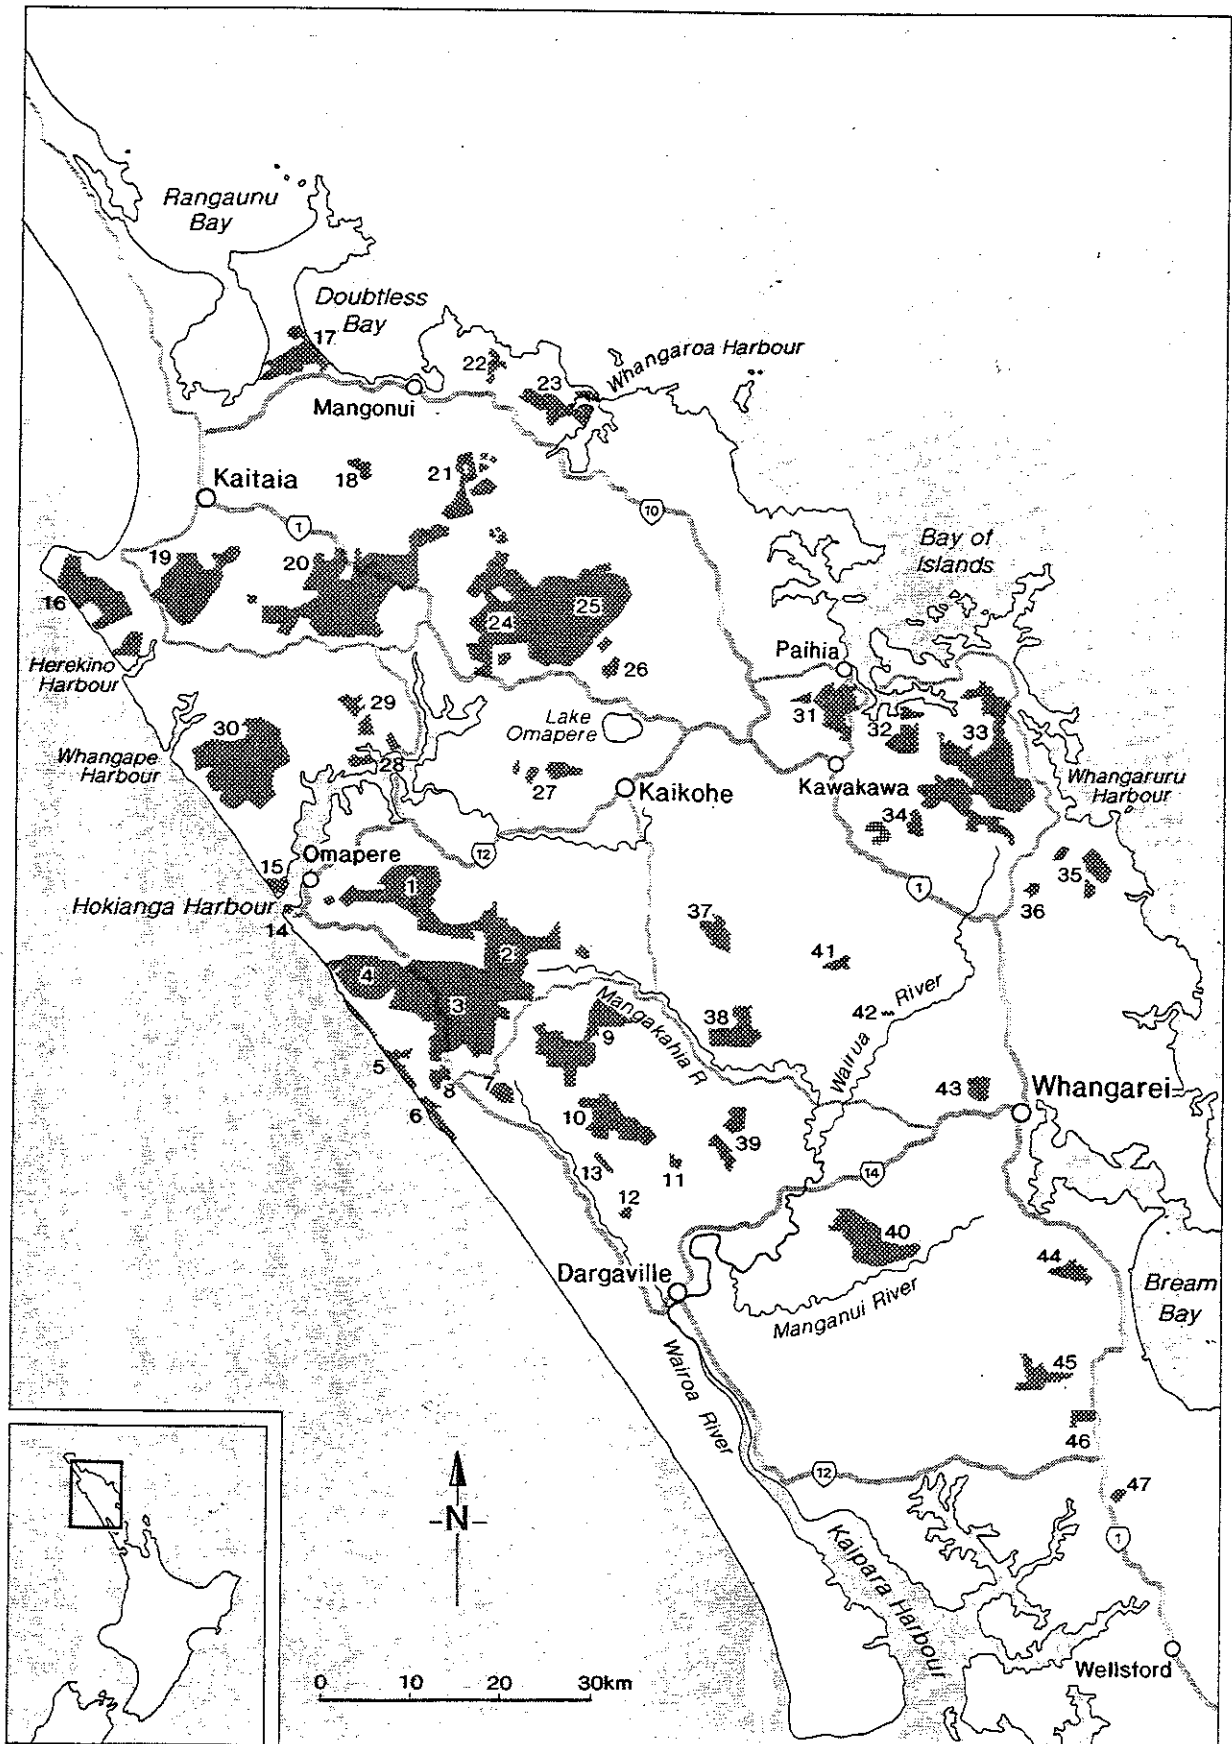 Rangaunu
Bay
Doubtless
Bay
17
22
Whangaroa Harbour
23
Mangonui
18
21
Kaitaia
1
10
Bay of
Islands
19
20
16
25
24
Paihia
26
Herekino
Harbour
29
31
Lake
Omapere
32
33
30
Whangape
Harbour
28
27
Kaikohe
Kawakawa
Whangaruru
Harbour
34
12
Omapere
15
1
1
35
36
Hokianga Harbour
14
37
2
41
4
3
Mangakahia R
42
Wairua River
38
9
5
8
7
43
Whangarei
6
10
39
13
11
14
12
40
44
Dargaville
Manganui River
Bream
Bay
Wairoa River
45
46
12
47
N
1
Kaipara Harbour
Wellsford
0 10 20 30km